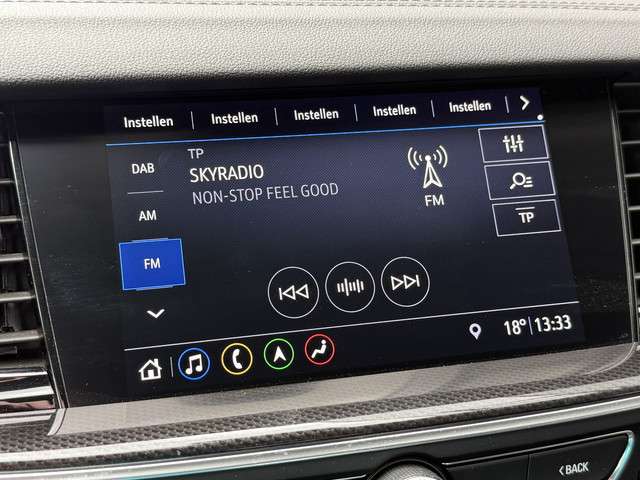 Instellen Instellen Instellen Instellen Instellen
DAB
TP
SKYRADIO
NON-STOP FEEL GOOD
FM
TP
AM
FM
18° 13:33
BACK